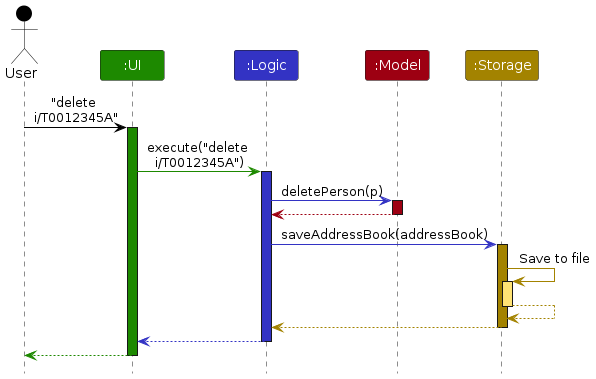 User
:UI
:Logic
:Model
:Storage
"delete
i/T0012345A"
execute("delete
i/T0012345A")
deletePerson(p)
saveAddressBook(addressBook)
Save to file